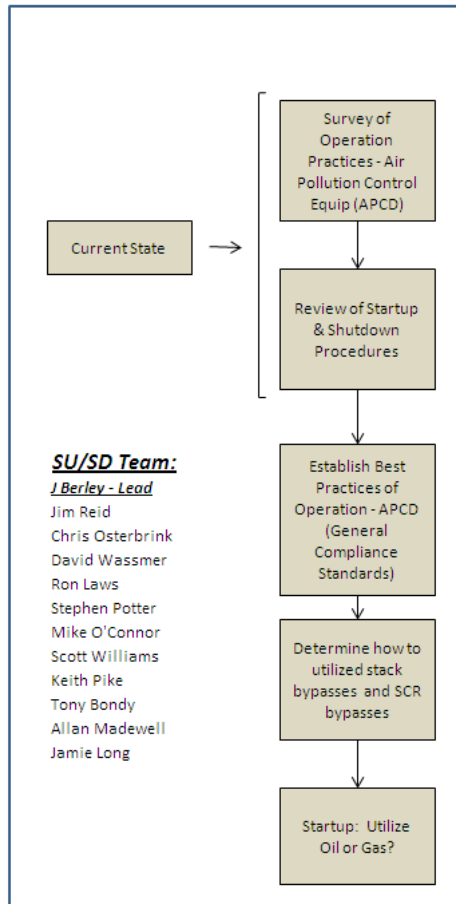 Survey of
Operation
Practices - Air
Pollution Control
Equip (APCD)
Current State
Review of Startup
& Shutdown
Procedures
SU/SD Team:
J Berley - Lead
Jim Reid
Chris Osterbrink
David Wassmer
Ron Laws
Stephen Potter
Mike O'Connor
Scott Williams
Keith Pike
Tony Bondy
Allan Madewell
Jamie Long
Establish Best
Practices of
Operation - APCD
(General
Compliance
Standards)
Determine how to
utilized stack
bypasses and SCR
bypasses
Startup: Utilize
Oil or Gas?